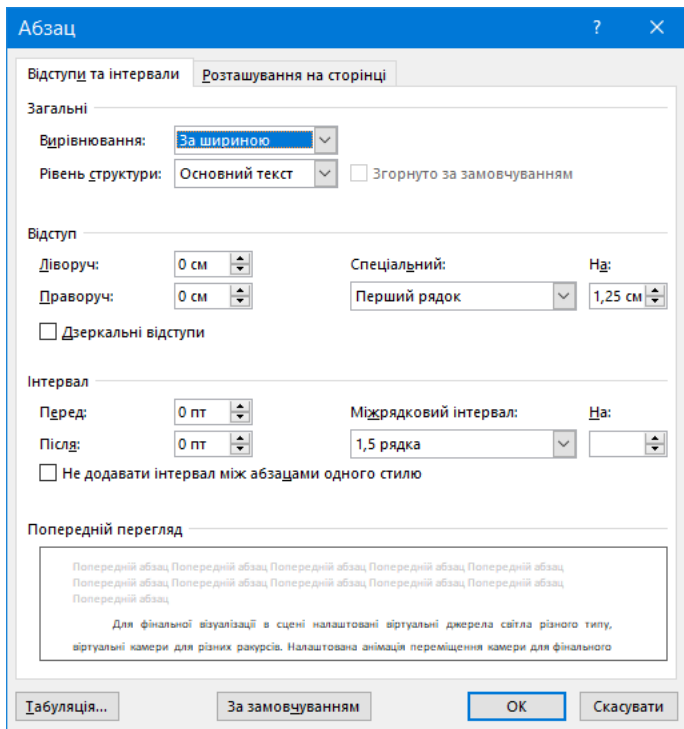 Абзац ? ×
Відступи та інтервали Розташування на сторінці
Загальні
Вирівнювання: За шириною
Рівень структури: Основний текст Згорнуто за замовчуванням
Відступ
Ліворуч: 0 см Спеціальний: На:
Праворуч: 0 см Перший рядок 1,25 см
Дзеркальні відступи
Інтервал
Перед: 0 пт Міжрядковий інтервал: На:
Після: 0 пт 1,5 рядка
Не додавати інтервал між абзацами одного стилю
Попередній перегляд
Попередній абзац Попередній абзац Попередній абзац Попередній абзац Попередній абзац
Попередній абзац Попередній абзац Попередній абзац Попередній абзац Попередній абзац
Попередній абзац
Для фінальної візуалізації в сцені налаштовані віртуальні джерела світла різного типу,
віртуальні камери для різних ракурсів. Налаштована анімація переміщення камери для фінального
Табуляція... За замовчуванням ОК Скасувати